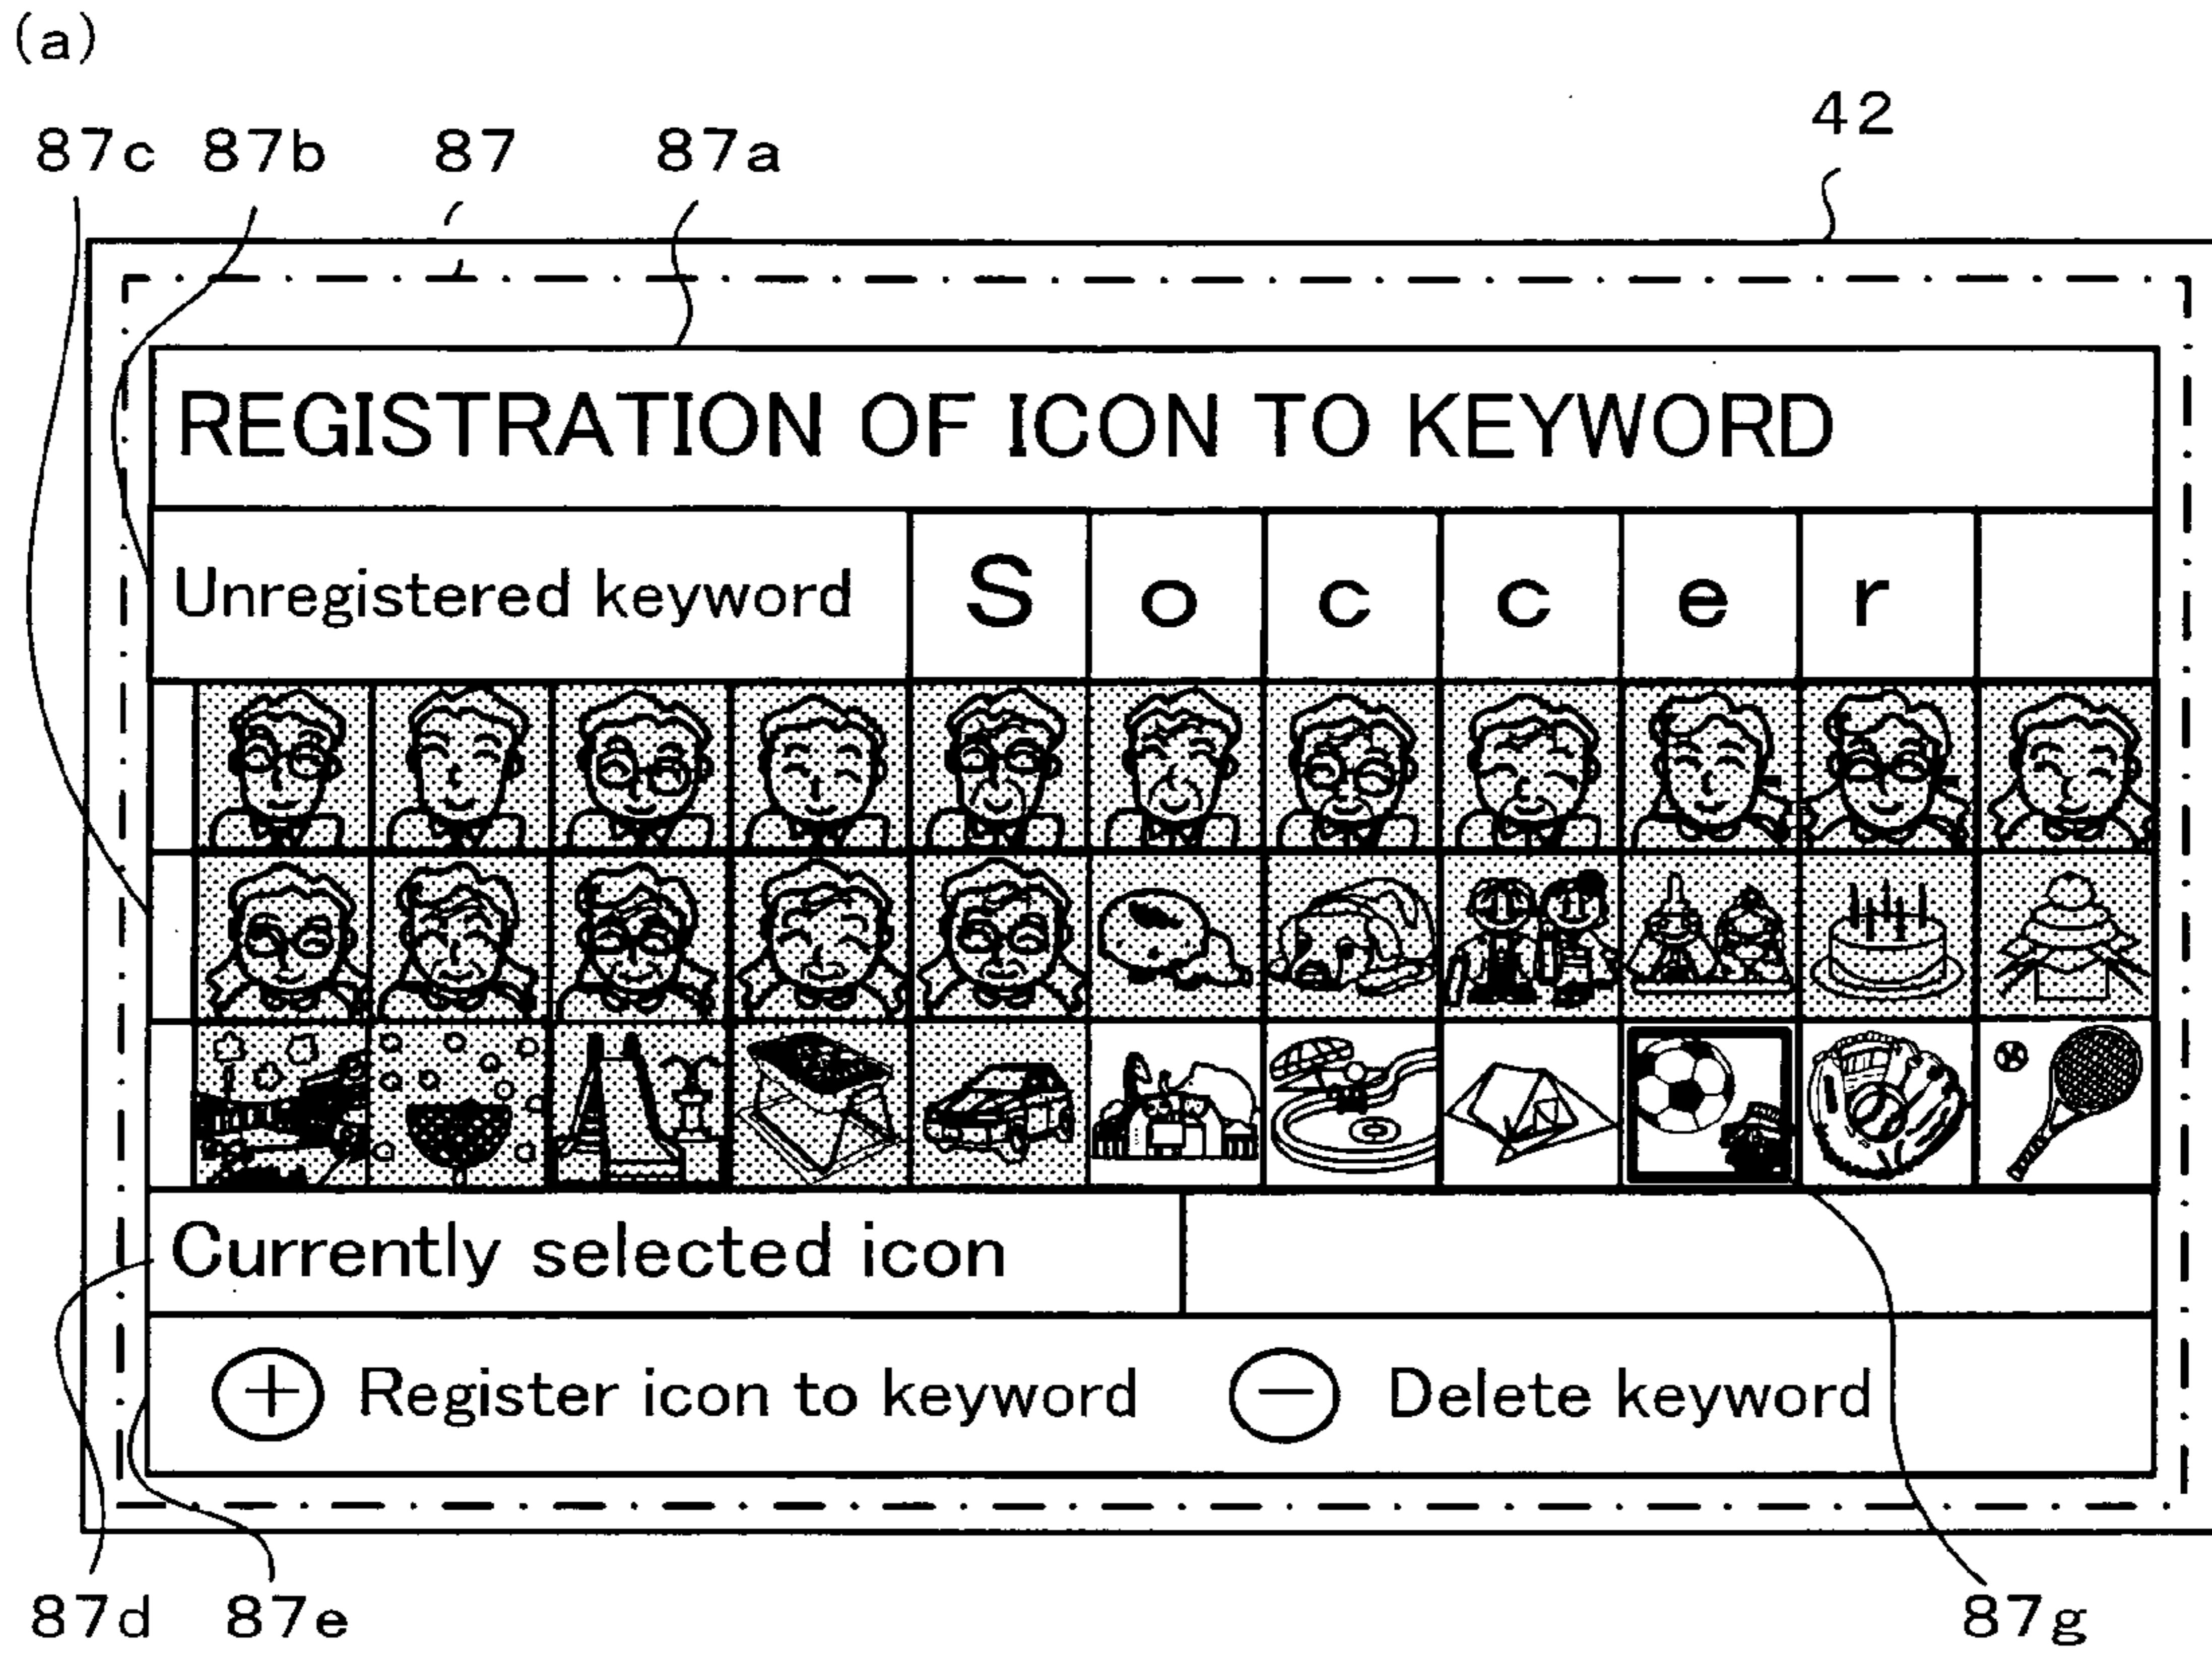 (a)
87c 87b 87 87a 42
REGISTRATION OF ICON TO KEYWORD
Unregistered keyword S o c c e r
Currently selected icon
+ Register icon to keyword − Delete keyword
87d 87e 87g